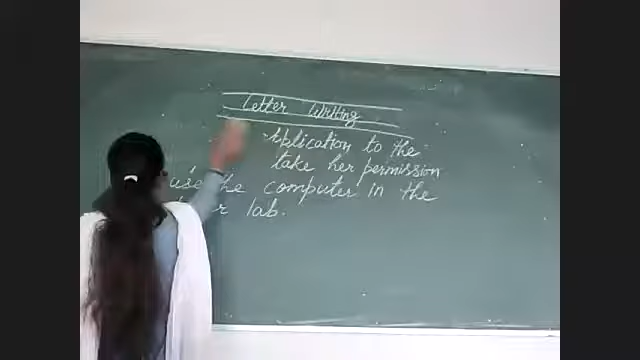 Letter Writing
Application to the
take her permission
use the computer in the
lab.